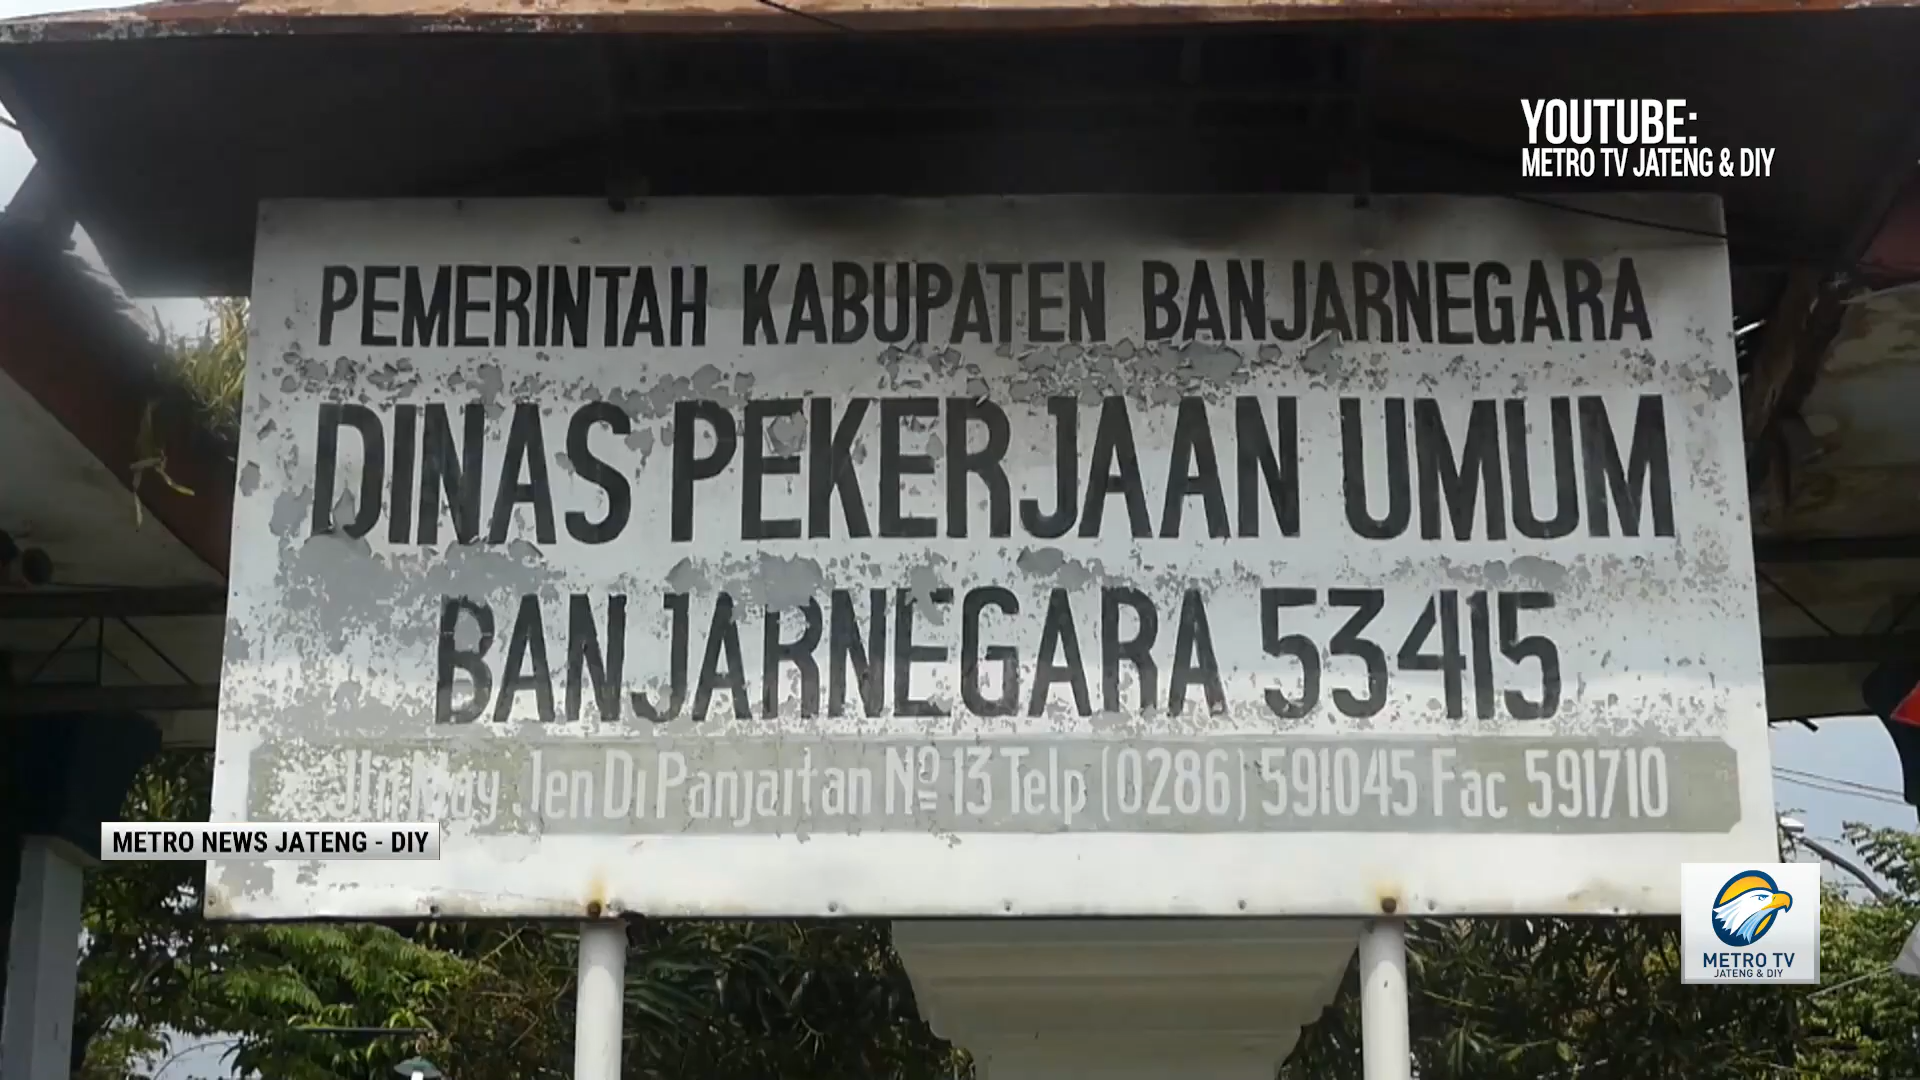 YOUTUBE:
METRO TV JATENG & DIY
PEMERINTAH KABUPATEN BANJARNEGARA
DINAS PEKERJAAN UMUM
BANJARNEGARA 53415
Jln May Jen Di Panjaitan Nº 13 Telp (0286) 591045 Fac 591710
METRO NEWS JATENG - DIY
METRO TV
JATENG & DIY